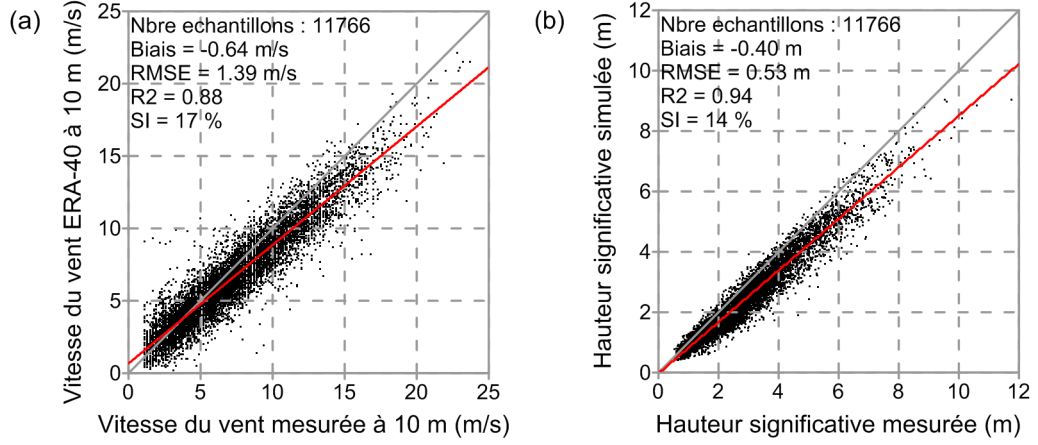 (a)
Nbre echantillons : 11766
Biais = -0.64 m/s
RMSE = 1.39 m/s
R2 = 0.88
SI = 17 %
Vitesse du vent ERA-40 à 10 m (m/s)
25
20
15
10
5
0
0 5 10 15 20 25
Vitesse du vent mesurée à 10 m (m/s)
(b)
Nbre echantillons : 11766
Biais = -0.40 m
RMSE = 0.53 m
R2 = 0.94
SI = 14 %
Hauteur significative simulée (m)
12
10
8
6
4
2
0
0 2 4 6 8 10 12
Hauteur significative mesurée (m)